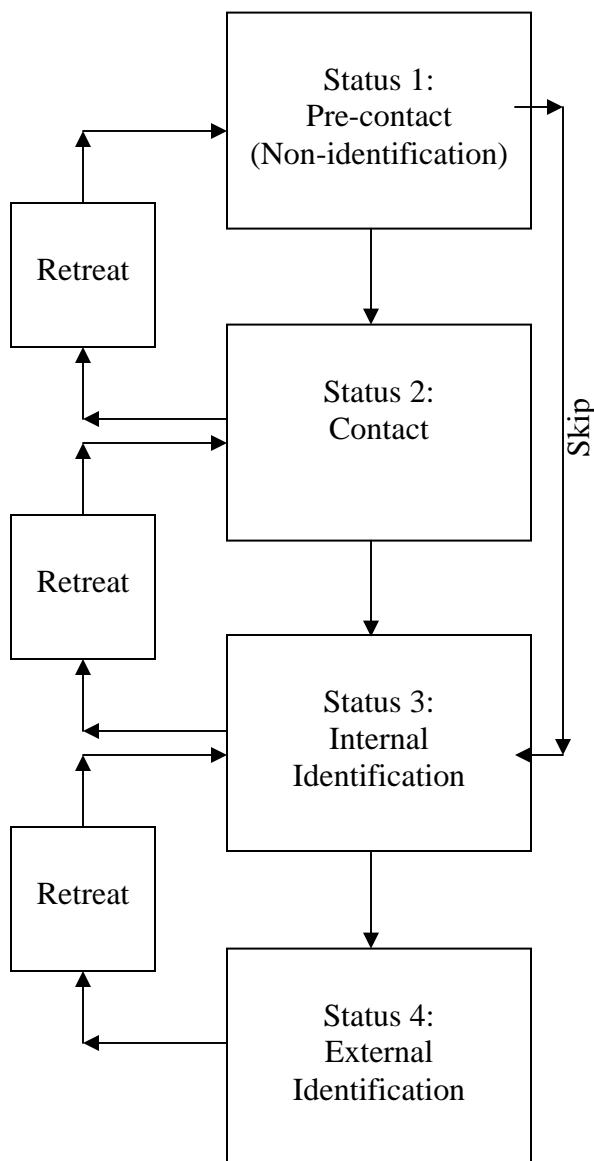 Status 1:
Pre-contact
(Non-identification)
Retreat
Status 2:
Contact
Skip
Retreat
Status 3:
Internal
Identification
Retreat
Status 4:
External
Identification